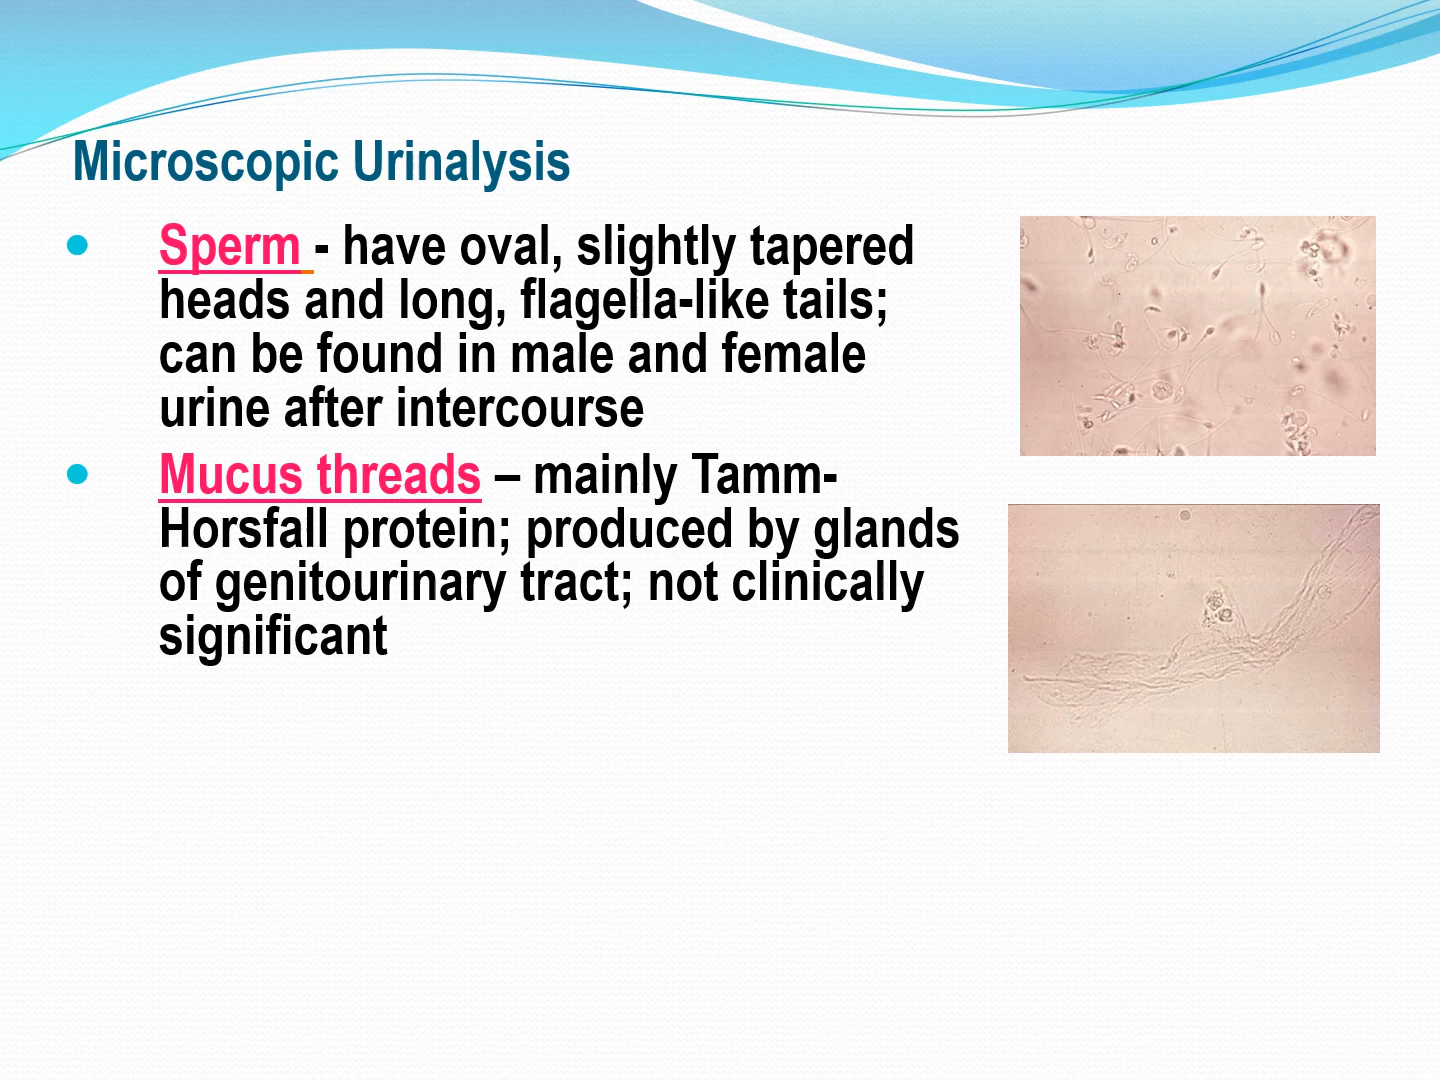 Microscopic Urinalysis
• Sperm - have oval, slightly tapered
heads and long, flagella-like tails;
can be found in male and female
urine after intercourse
• Mucus threads – mainly Tamm-
Horsfall protein; produced by glands
of genitourinary tract; not clinically
significant